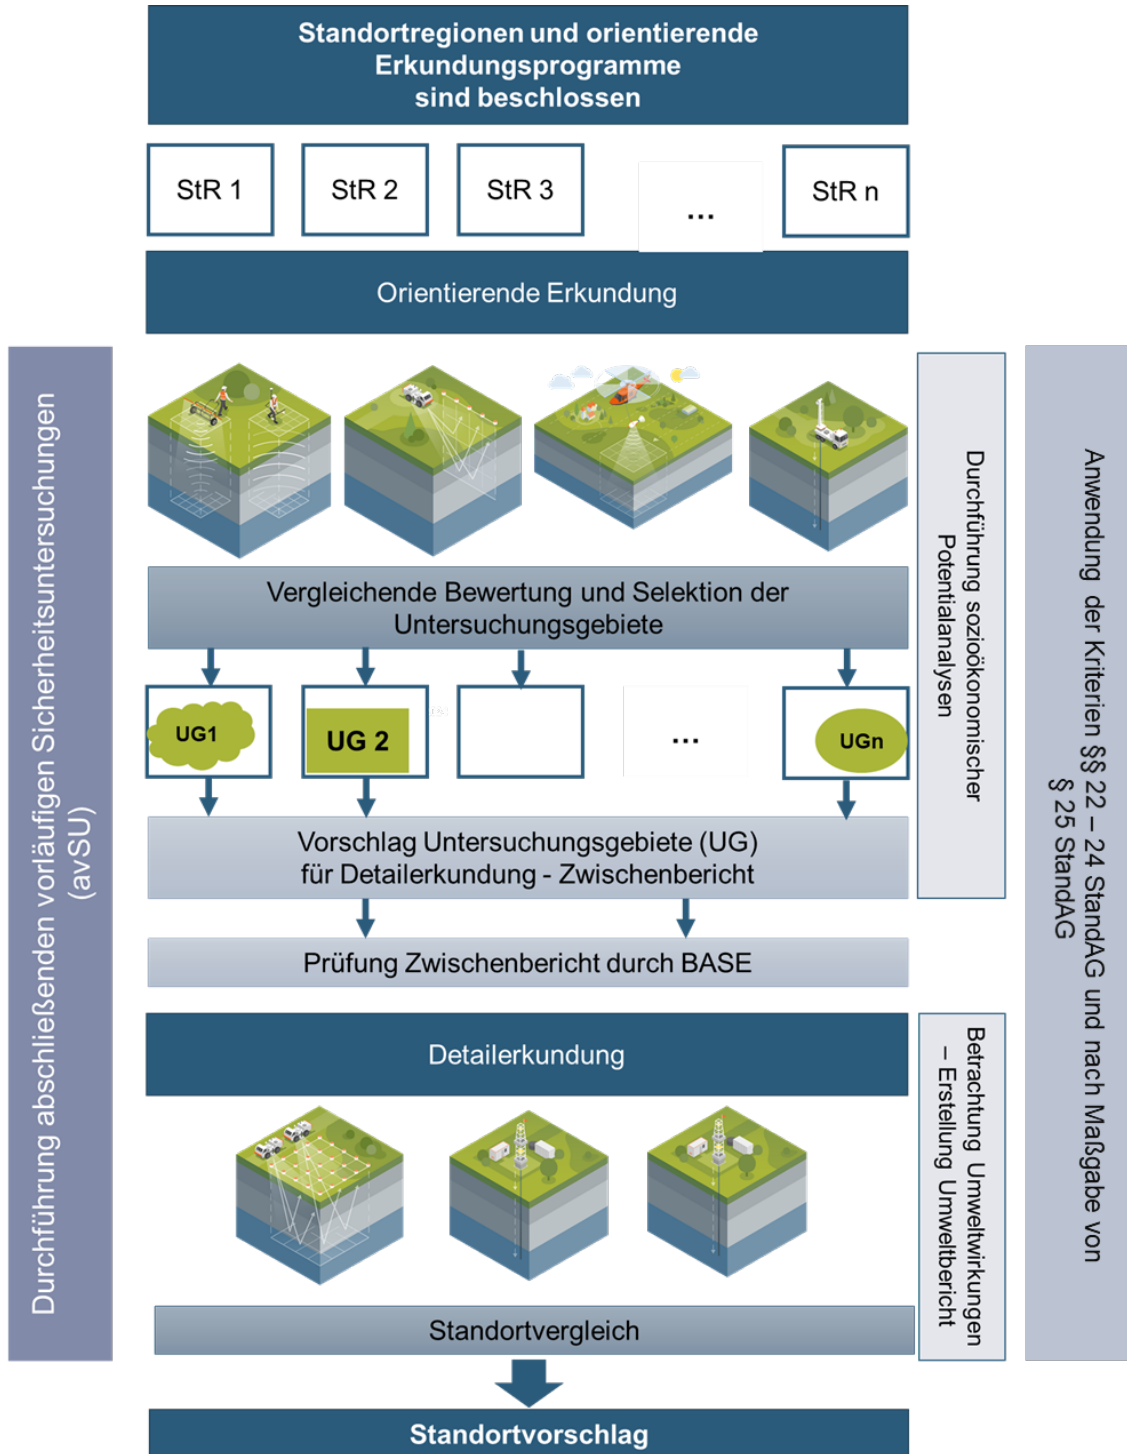 Standortregionen und orientierende
Erkundungsprogramme
sind beschlossen
StR 1
StR 2
StR 3
...
StR n
Orientierende Erkundung
Durchführung abschließenden vorläufigen Sicherheitsuntersuchungen
(avSU)
Durchführung sozioökonomischer
Potentialanalysen
Anwendung der Kriterien §§ 22 – 24 StandAG und nach Maßgabe von
§ 25 StandAG
Vergleichende Bewertung und Selektion der
Untersuchungsgebiete
UG1
UG 2
...
UGn
Vorschlag Untersuchungsgebiete (UG)
für Detailerkundung - Zwischenbericht
Prüfung Zwischenbericht durch BASE
Detailerkundung
Betrachtung Umweltwirkungen
– Erstellung Umweltbericht
Standortvergleich
Standortvorschlag